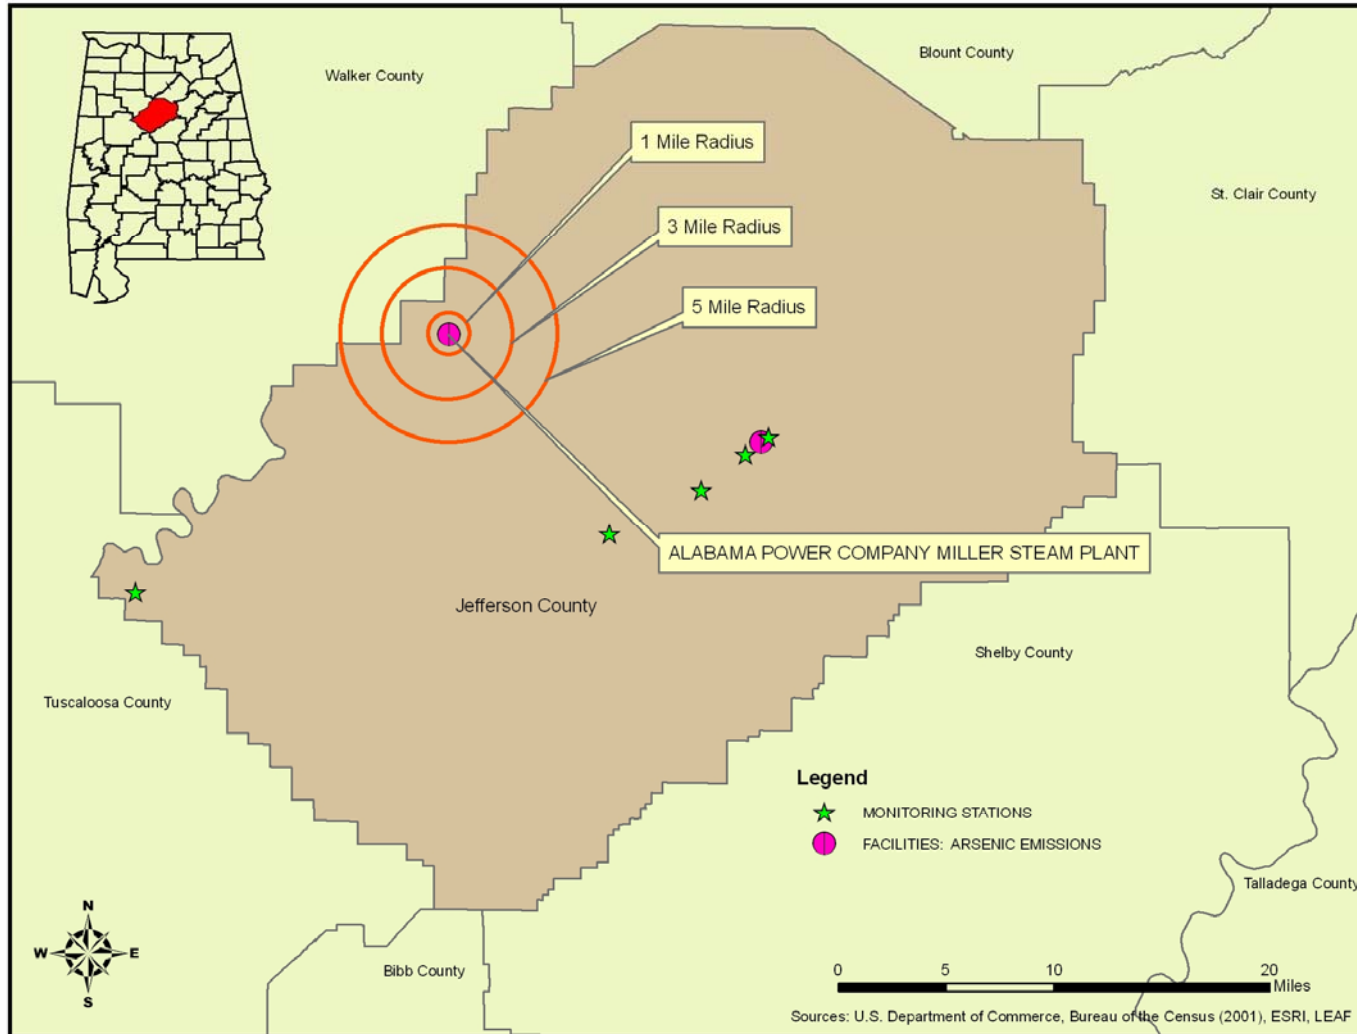 Walker County
Blount County
1 Mile Radius
St. Clair County
3 Mile Radius
5 Mile Radius
ALABAMA POWER COMPANY MILLER STEAM PLANT
Jefferson County
Shelby County
Tuscaloosa County
Legend
MONITORING STATIONS
FACILITIES: ARSENIC EMISSIONS
Talladega County
N
W E
S
Bibb County
0 5 10 20
Miles
Sources: U.S. Department of Commerce, Bureau of the Census (2001), ESRI, LEAF